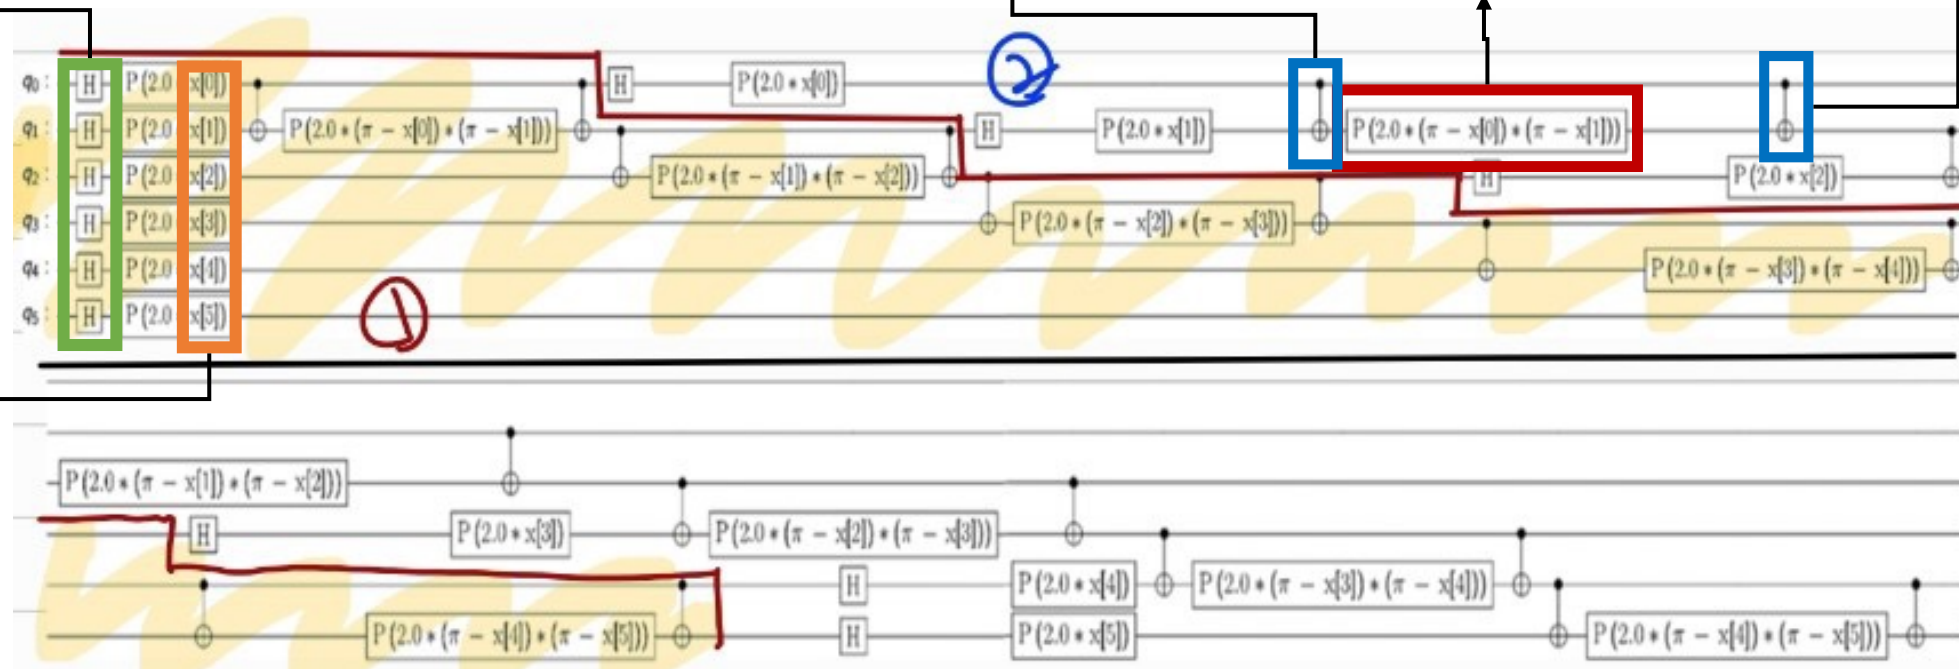 q0: H P(2.0 x[0]) H P(2.0 * x[0]) 2
q1: H P(2.0 x[1]) P(2.0 * (π − x[0]) * (π − x[1])) H P(2.0 * x[1]) P(2.0 * (π − x[0]) * (π − x[1]))
q2: H P(2.0 x[2]) P(2.0 * (π − x[1]) * (π − x[2])) H P(2.0 * x[2])
q3: H P(2.0 x[3]) P(2.0 * (π − x[2]) * (π − x[3]))
q4: H P(2.0 x[4]) P(2.0 * (π − x[3]) * (π − x[4]))
q5: H P(2.0 x[5]) 1
P(2.0 * (π − x[1]) * (π − x[2]))
H P(2.0 * x[3]) P(2.0 * (π − x[2]) * (π − x[3]))
H P(2.0 * x[4]) P(2.0 * (π − x[3]) * (π − x[4]))
P(2.0 * (π − x[4]) * (π − x[5])) H P(2.0 * x[5]) P(2.0 * (π − x[4]) * (π − x[5]))